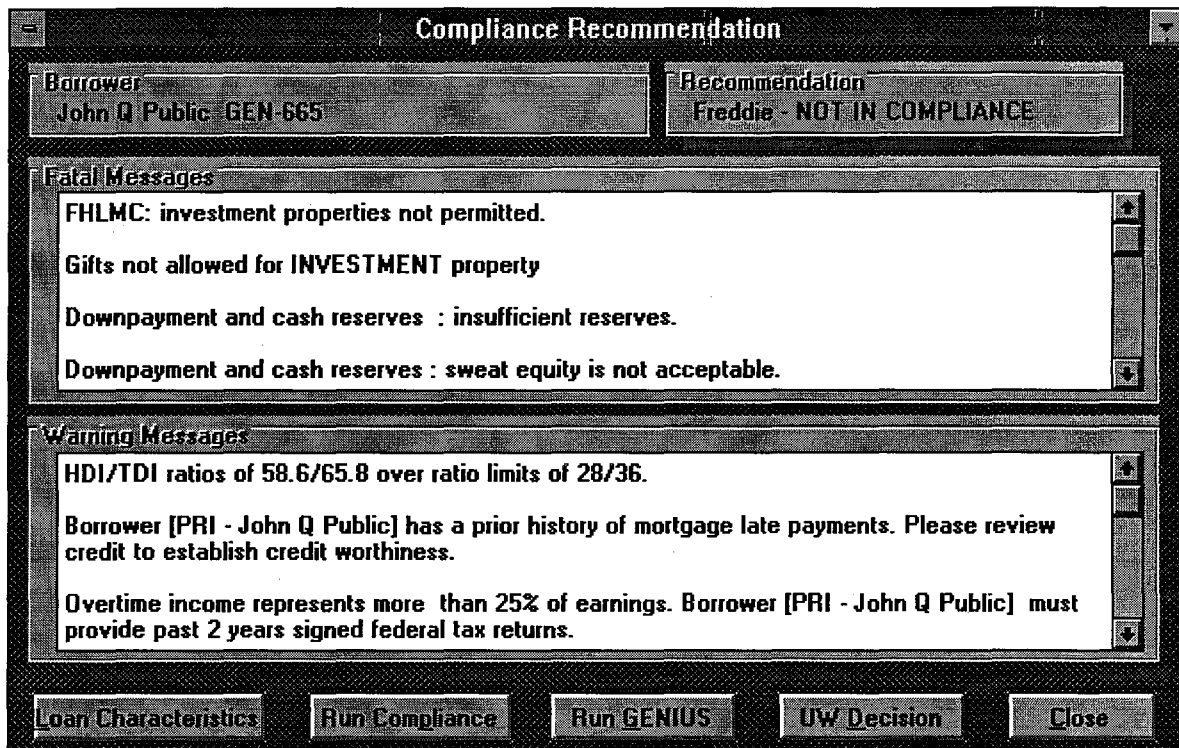 Compliance Recommendation
Borrower
John Q Public GEN-665
Recommendation
Freddie - NOT IN COMPLIANCE
Fatal Messages
FHLMC: investment properties not permitted.
Gifts not allowed for INVESTMENT property
Downpayment and cash reserves : insufficient reserves.
Downpayment and cash reserves : sweat equity is not acceptable.
Warning Messages
HDI/TDI ratios of 58.6/65.8 over ratio limits of 28/36.
Borrower [PRI - John Q Public] has a prior history of mortgage late payments. Please review
credit to establish credit worthiness.
Overtime income represents more than 25% of earnings. Borrower [PRI - John Q Public] must
provide past 2 years signed federal tax returns.
Loan Characteristics
Run Compliance
Run GENIUS
UW Decision
Close